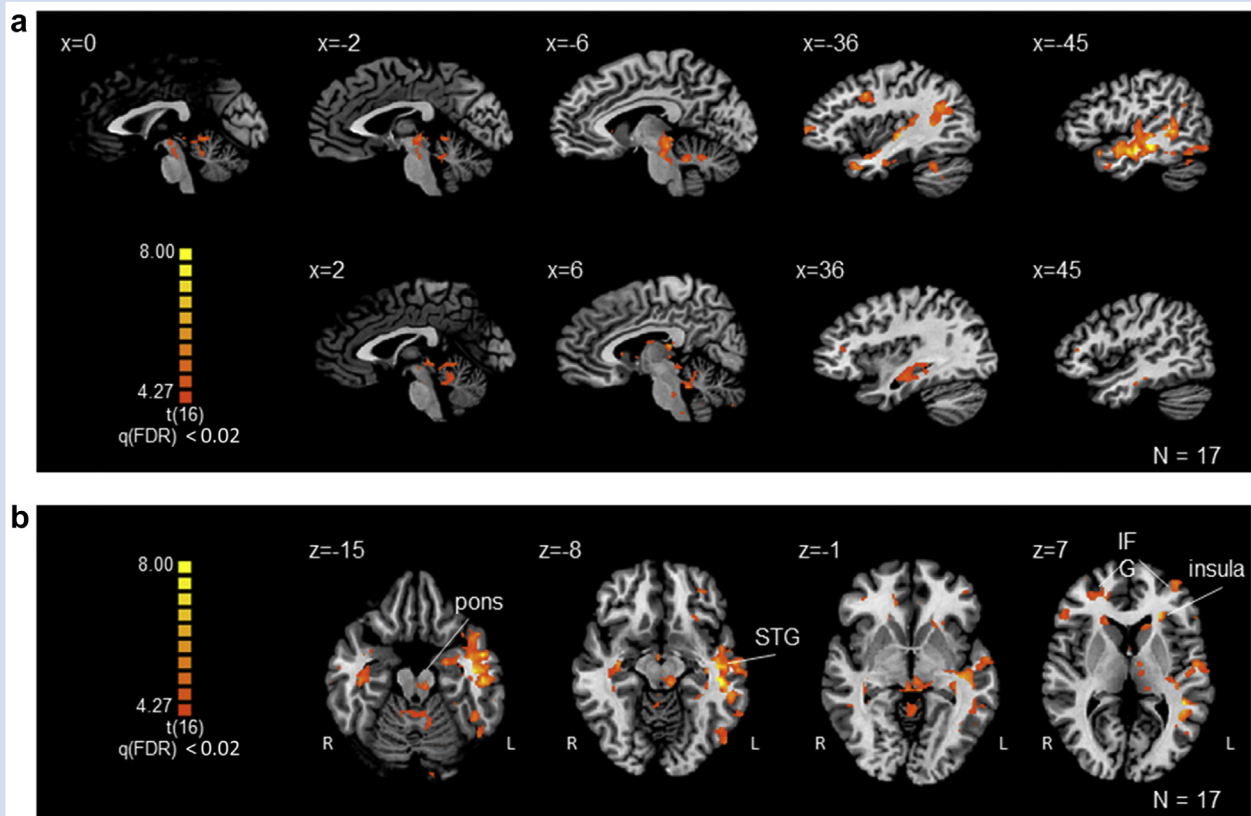 a
x=0
x=-2
x=-6
x=-36
x=-45
8.00
4.27
t(16)
q(FDR) <0.02
x=2
x=6
x=36
x=45
N = 17
b
8.00
4.27
t(16)
q(FDR) <0.02
z=-15
z=-8
z=-1
z=7
pons
STG
IF
G
insula
R
L
R
L
R
L
R
L
N = 17